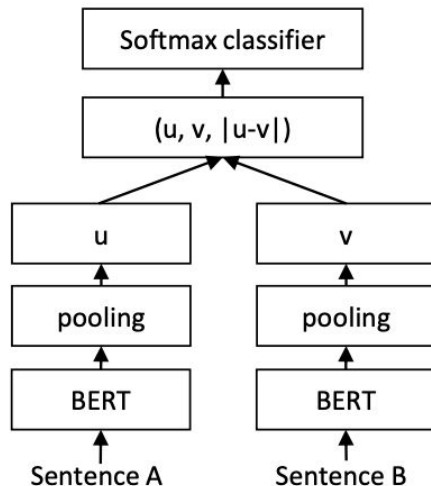 Softmax classifier
(u, v, |u-v|)
u v
pooling pooling
BERT BERT
Sentence A Sentence B